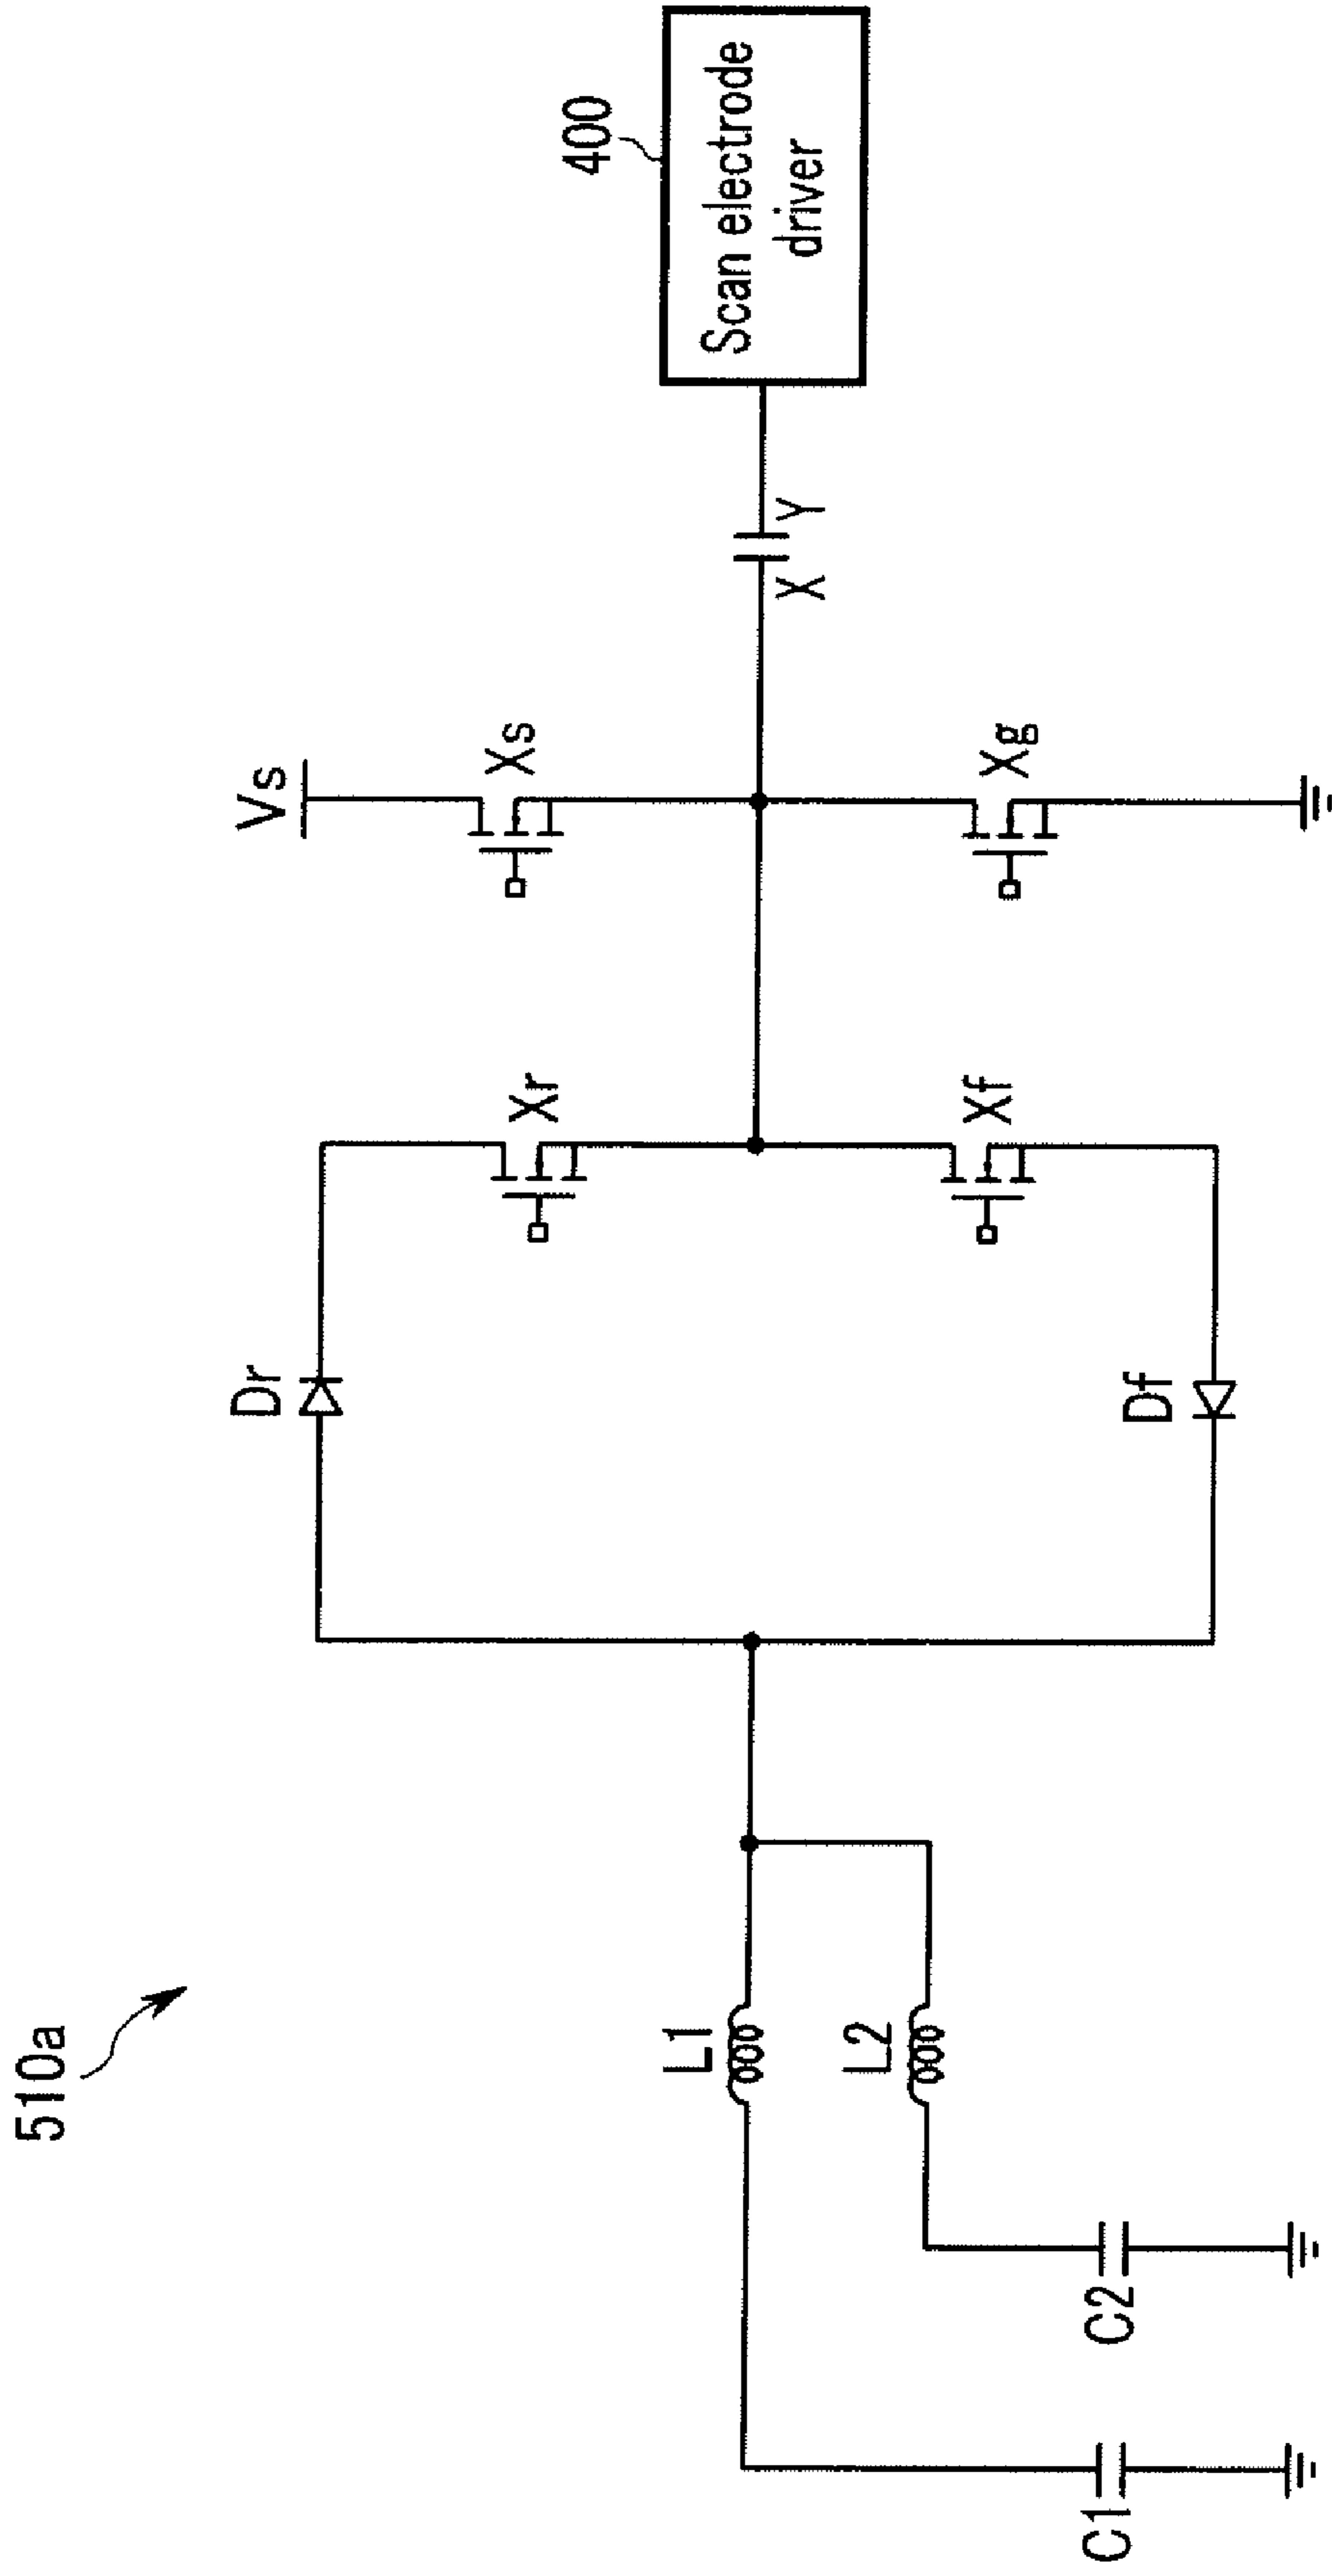 510a
Vs
Dr
Xr
Xs
400
Scan electrode
driver
X
Y
L1
L2
Df
Xf
Xg
C1
C2